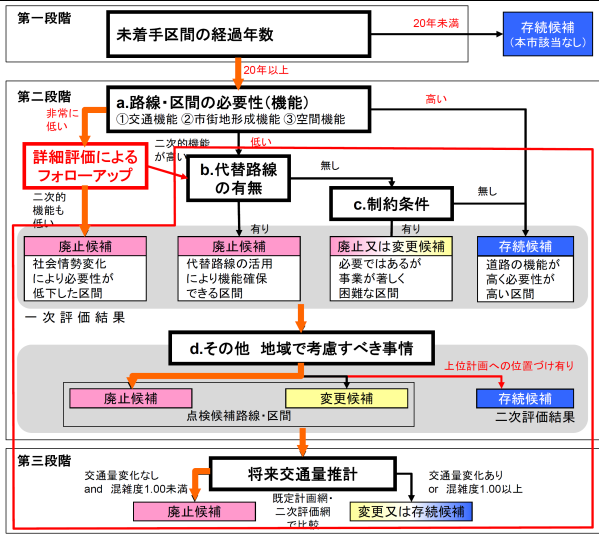 第一段階
未着手区間の経過年数
20年未満
存続候補
(本市該当なし)
20年以上
第二段階
a.路線・区間の必要性(機能)
①交通機能 ②市街地形成機能 ③空間機能
非常に
低い
高い
低い
詳細評価による
フォローアップ
二次的機能
が高い
b.代替路線
の有無
無し
c.制約条件
無し
二次的
機能も
低い
有り
有り
廃止候補
社会情勢変化
により必要性が
低下した区間
廃止候補
代替路線の活用
により機能確保
できる区間
廃止又は変更候補
必要ではあるが
事業が著しく
困難な区間
存続候補
道路の機能が
高く必要性が
高い区間
一次評価結果
d.その他 地域で考慮すべき事情
上位計画への位置づけ有り
廃止候補
変更候補
存続候補
点検候補路線・区間
二次評価結果
第三段階
将来交通量推計
交通量変化なし
and 混雑度1.00未満
交通量変化あり
or 混雑度1.00以上
既定計画網・
二次評価網
で比較
廃止候補
変更又は存続候補